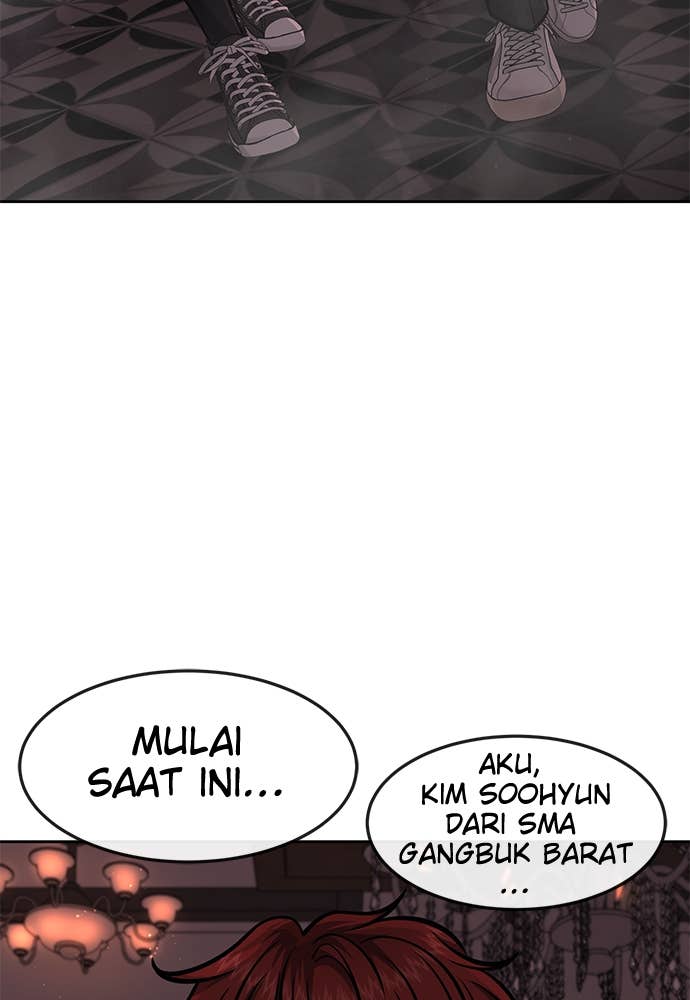 MULAI
SAAT INI...
AKU,
KIM SOOHYUN
DARI SMA
GANGBUK BARAT
...